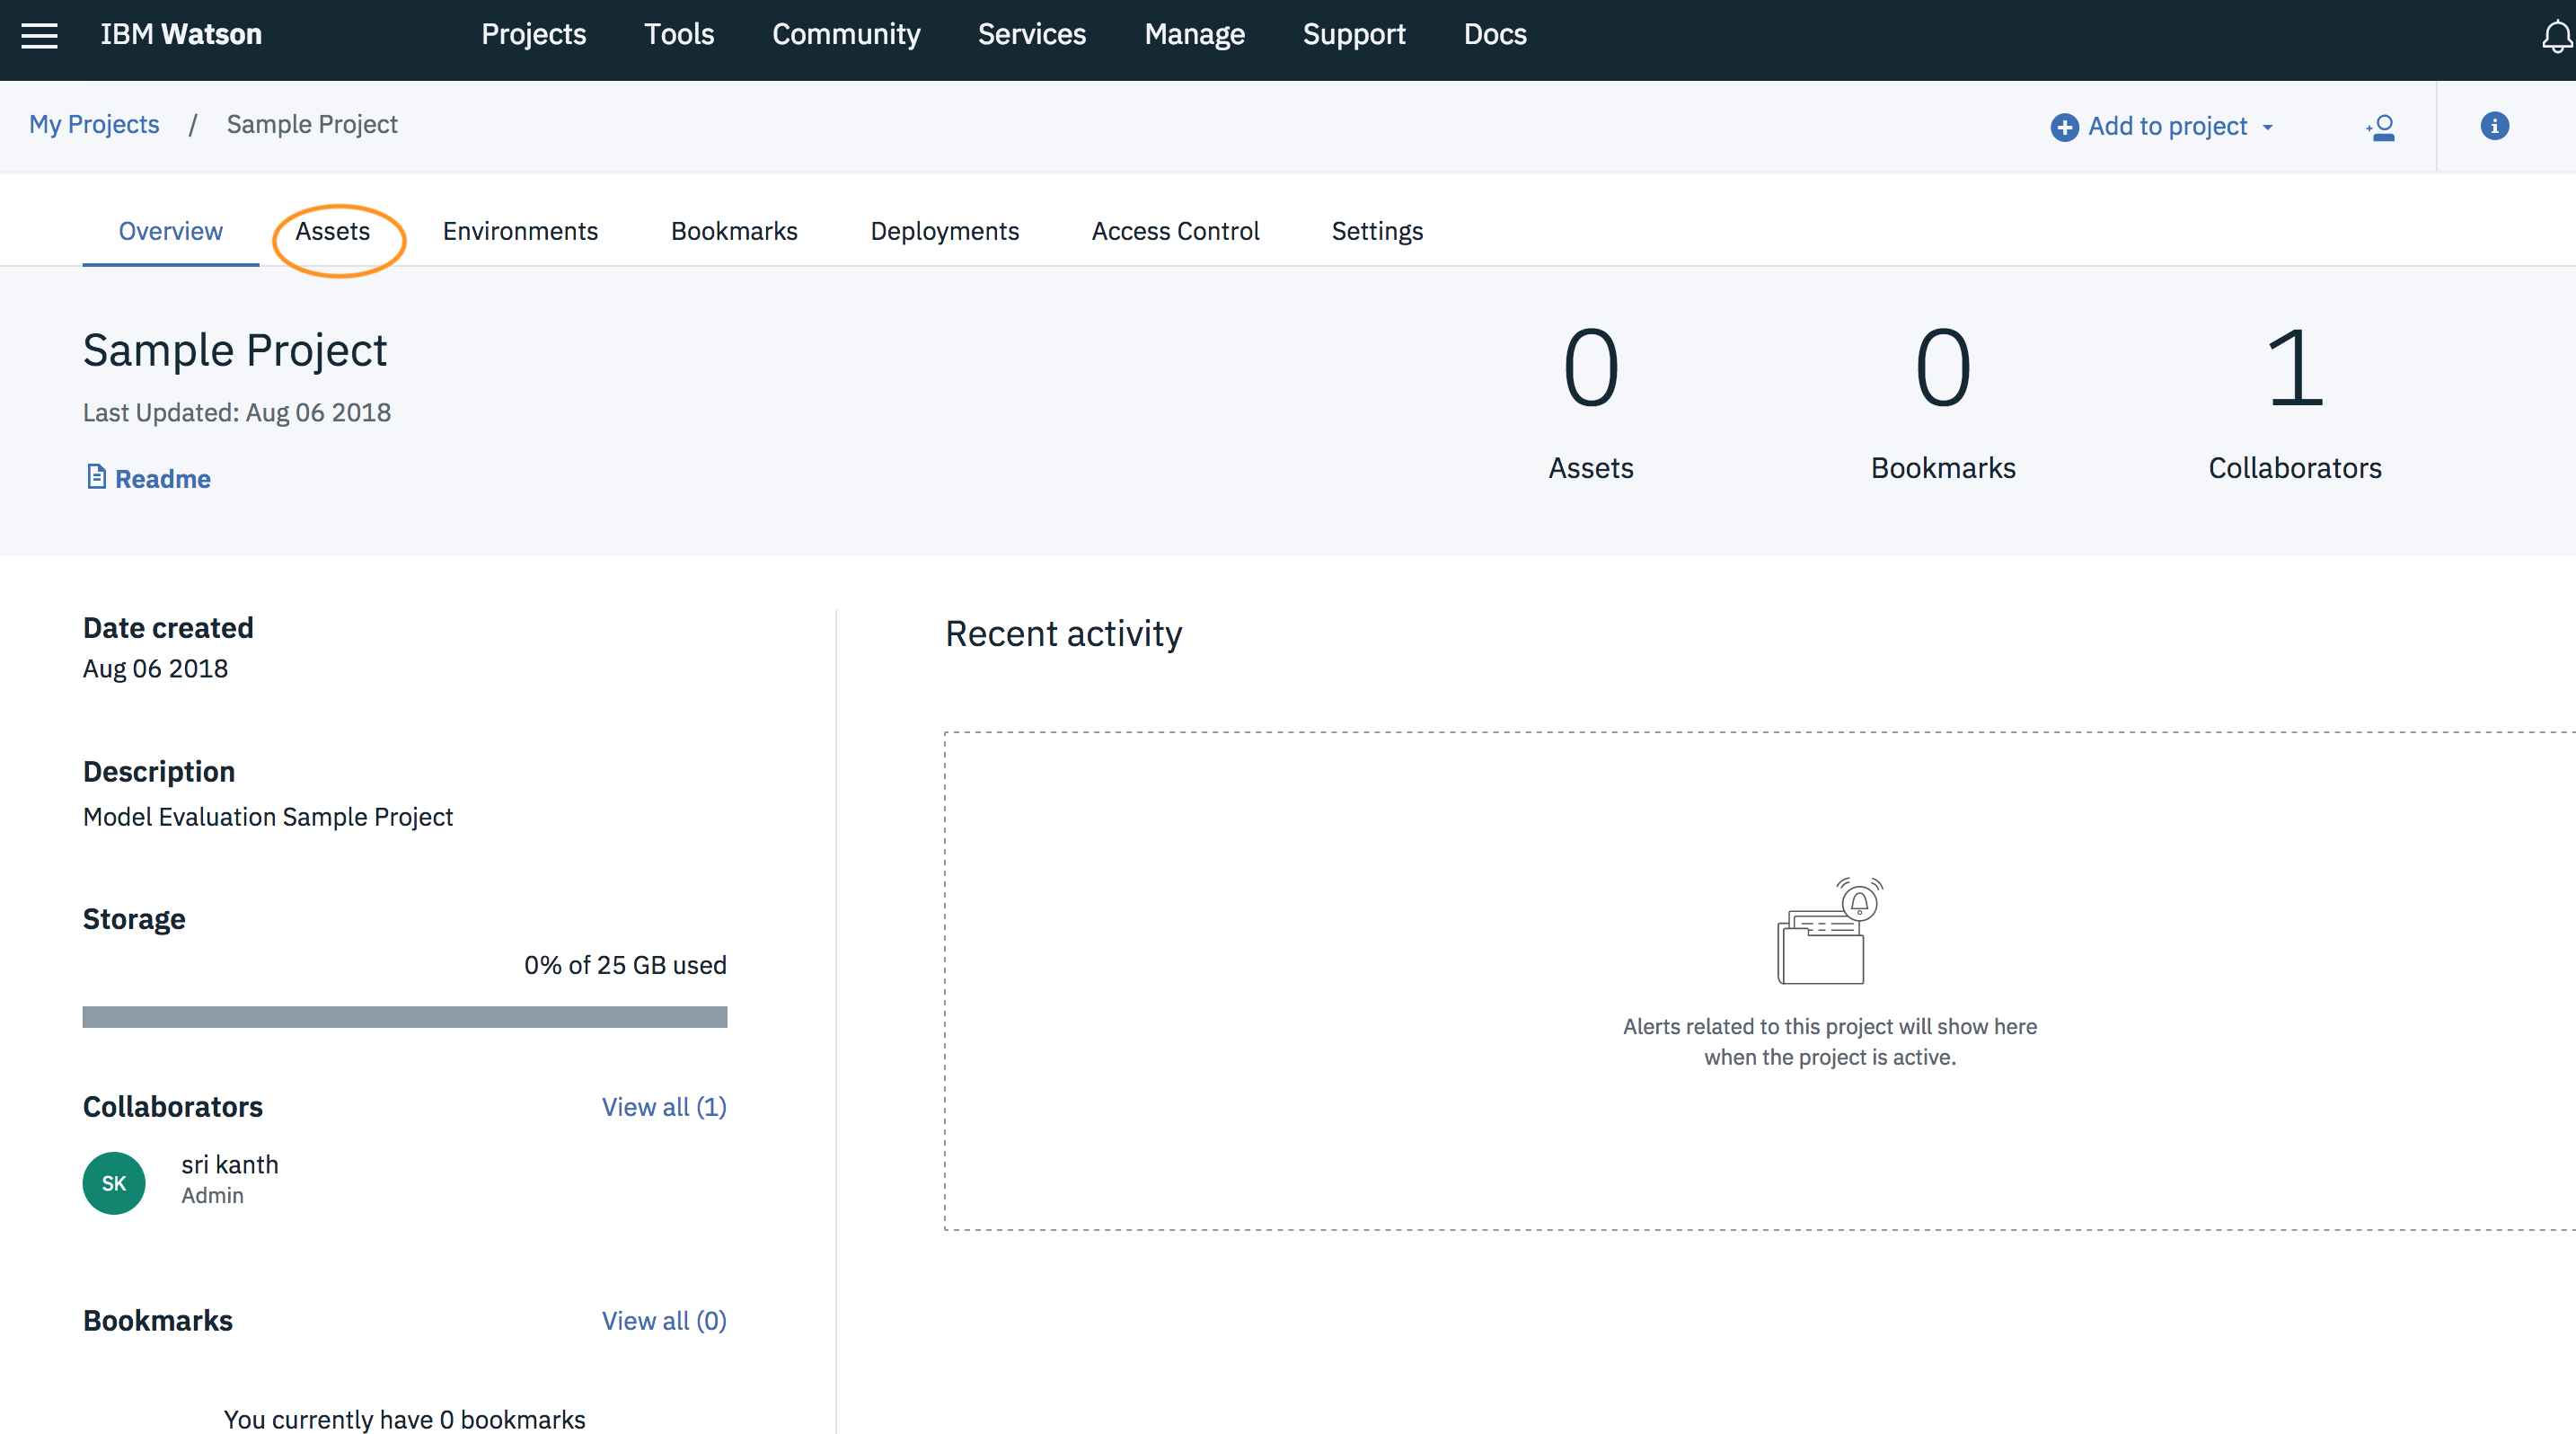 IBM Watson Projects Tools Community Services Manage Support Docs
My Projects / Sample Project Add to project
Overview Assets Environments Bookmarks Deployments Access Control Settings
Sample Project
Last Updated: Aug 06 2018
Readme
0 0 1
Assets Bookmarks Collaborators
Date created
Aug 06 2018
Description
Model Evaluation Sample Project
Storage
0% of 25 GB used
Collaborators View all (1)
SK
sri kanth
Admin
Bookmarks View all (0)
You currently have 0 bookmarks
Recent activity
Alerts related to this project will show here
when the project is active.